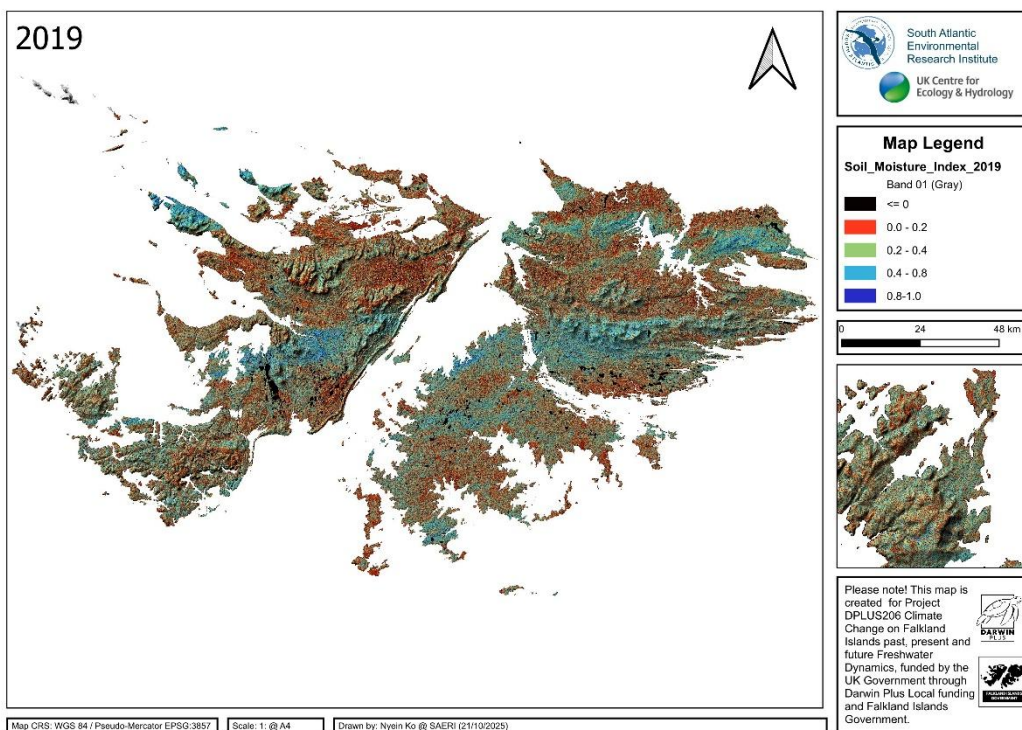 2019
South Atlantic
Environmental
Research Institute
UK Centre for
Ecology & Hydrology
Map Legend
Soil_Moisture_Index_2019
Band 01 (Gray)
<= 0
0.0 - 0.2
0.2 - 0.4
0.4 - 0.8
0.8-1.0
0 24 48 km
Please note! This map is
created for Project
DPLUS206 Climate
Change on Falkland
Islands past, present and
future Freshwater
Dynamics, funded by the
UK Government through
Darwin Plus Local funding
and Falkland Islands
Government.
DARWIN
PLUS
FALKLAND ISLANDS
GOVERNMENT
Map CRS: WGS 84 / Pseudo-Mercator EPSG:3857
Scale: 1: @ A4
Drawn by: Nyein Ko @ SAERI (21/10/2025)